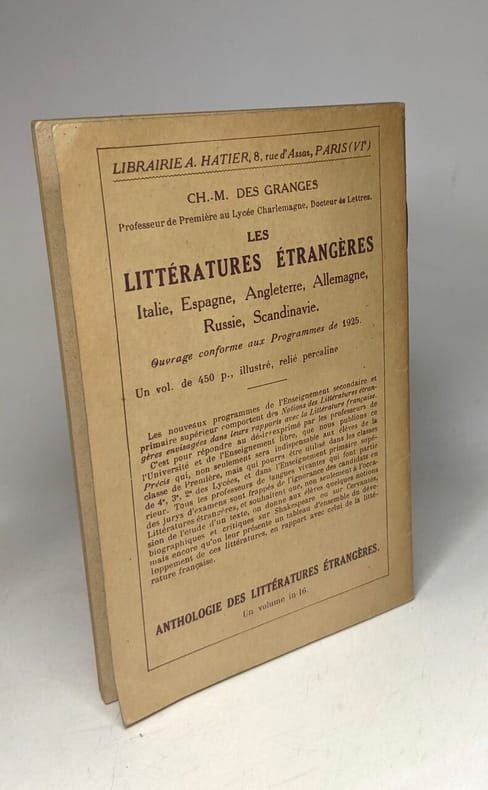 LIBRAIRIE A. HATIER, 8, rue d'Assas, PARIS (VIᵉ)
CH.-M. DES GRANGES
Professeur de Première au Lycée Charlemagne, Docteur ès Lettres.
LES
LITTÉRATURES ÉTRANGÈRES
Italie, Espagne, Angleterre, Allemagne,
Russie, Scandinavie.
Ouvrage conforme aux Programmes de 1925.
Un vol. de 450 p., illustré, relié percaline
Les nouveaux programmes de l'Enseignement secondaire et
primaire supérieur comportent des Notions des Littératures étran-
gères envisagées dans leurs rapports avec la Littérature française.
C'est pour répondre au désir exprimé par les professeurs de
l'Université et de l'Enseignement libre, que nous publions ce
Précis qui, non seulement sera indispensable aux élèves de la
classe de Première, mais qui pourra être utilisé dans les classes
de 4ᵉ, 3ᵉ, 2ᵉ des Lycées, et dans l'Enseignement primaire supé-
rieur. Tous les professeurs de langues vivantes qui font partie
des jurys d'examens sont frappés de l'ignorance des candidats en
Littératures étrangères, et souhaitent que, non seulement à l'occa-
sion de l'étude d'un texte, on donne aux élèves quelques notions
biographiques et critiques sur Shakespeare ou sur Cervantès,
mais encore qu'on leur présente un tableau d'ensemble du déve-
loppement de ces littératures, en rapport avec celui de la litté-
rature française.
ANTHOLOGIE DES LITTÉRATURES ÉTRANGÈRES.
Un volume in-16.